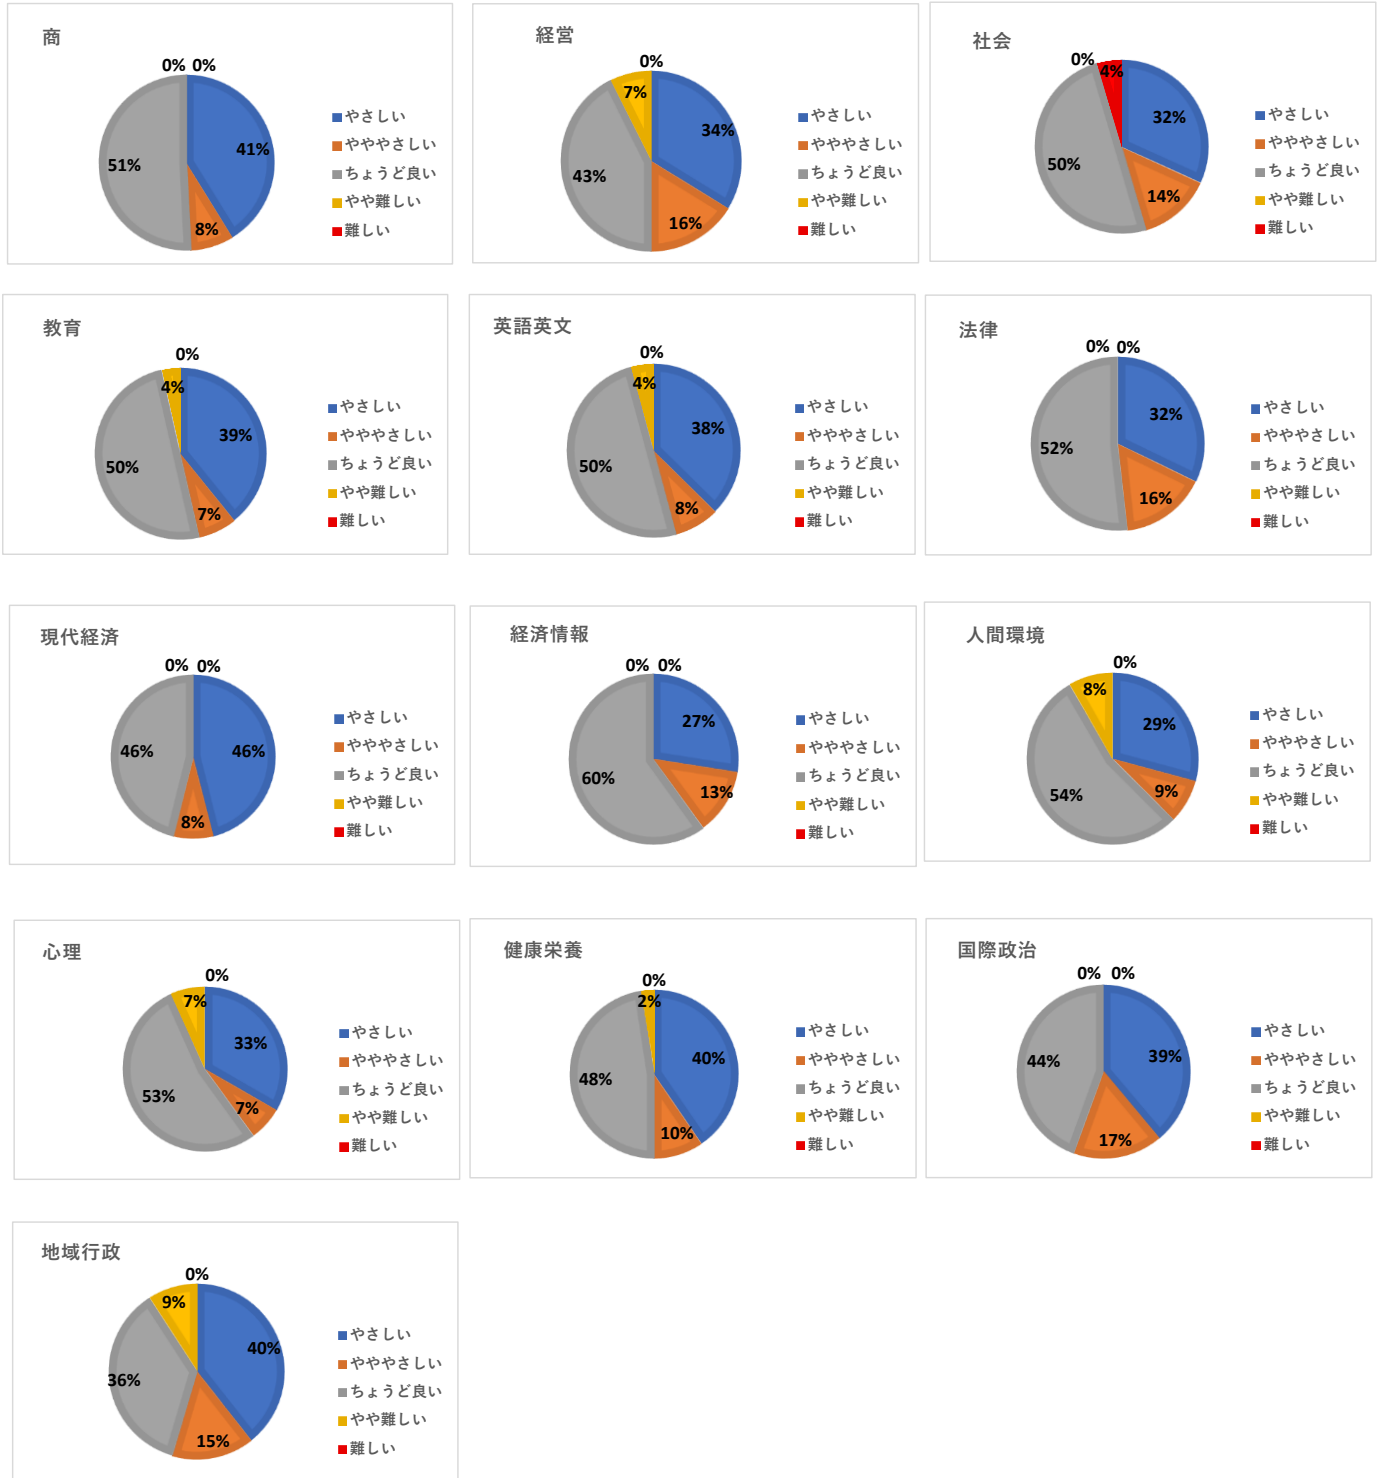 商
0% 0%
41%
51%
8%
やさしい
やややさしい
ちょうど良い
やや難しい
難しい
経営
0%
7%
34%
43%
16%
やさしい
やややさしい
ちょうど良い
やや難しい
難しい
社会
0%
4%
32%
50%
14%
やさしい
やややさしい
ちょうど良い
やや難しい
難しい
教育
0%
4%
39%
50%
7%
やさしい
やややさしい
ちょうど良い
やや難しい
難しい
英語英文
0%
4%
38%
50%
8%
やさしい
やややさしい
ちょうど良い
やや難しい
難しい
法律
0% 0%
32%
52%
16%
やさしい
やややさしい
ちょうど良い
やや難しい
難しい
現代経済
0% 0%
46%
46%
8%
やさしい
やややさしい
ちょうど良い
やや難しい
難しい
経済情報
0% 0%
27%
60%
13%
やさしい
やややさしい
ちょうど良い
やや難しい
難しい
人間環境
0%
8%
29%
54%
9%
やさしい
やややさしい
ちょうど良い
やや難しい
難しい
心理
0%
7%
33%
53%
7%
やさしい
やややさしい
ちょうど良い
やや難しい
難しい
健康栄養
0%
2%
40%
48%
10%
やさしい
やややさしい
ちょうど良い
やや難しい
難しい
国際政治
0% 0%
39%
44%
17%
やさしい
やややさしい
ちょうど良い
やや難しい
難しい
地域行政
0%
9%
40%
36%
15%
やさしい
やややさしい
ちょうど良い
やや難しい
難しい